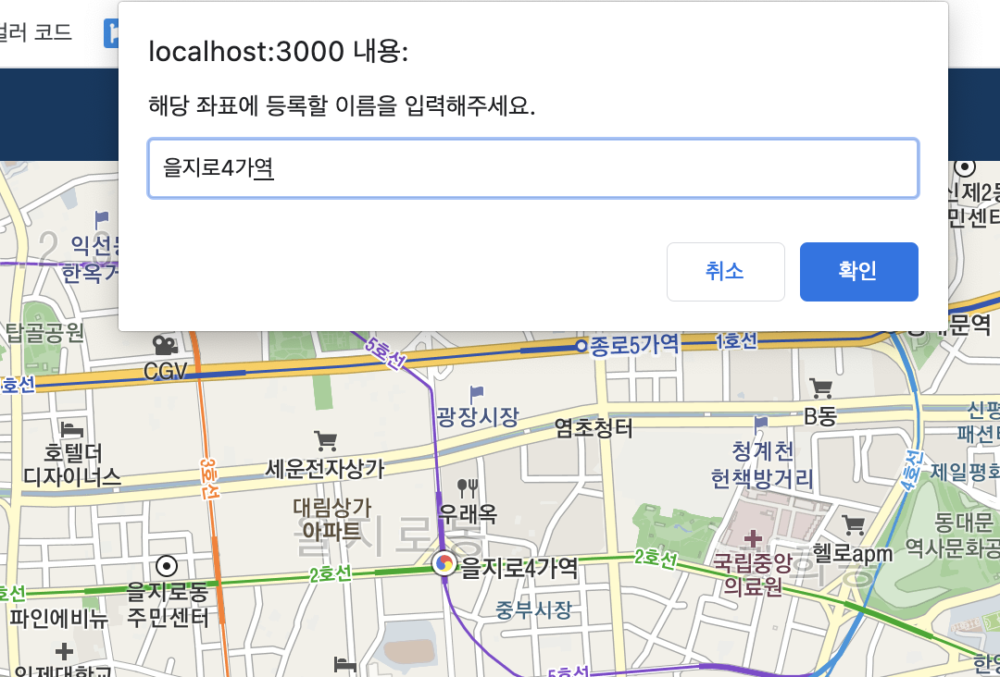 컬러 코드
localhost:3000 내용:
해당 좌표에 등록할 이름을 입력해주세요.
을지로4가역
취소
확인
익선동
한옥거
신제2동
민센터
탑골공원
CGV
호선
5호선
종로5가역
1호선
동대문역
광장시장
염초청터
B동
신평
패션
호텔더
디자이너스
3호선
세운전자상가
청계천
헌책방거리
4호선
제일평화
대림상가
아파트
을지로동
우래옥
동대문
역사문화공
헬로apm
국립중앙
의료원
을지로동
주민센터
2호선
을지로4가역
2호선
호선
파인에비뉴
중부시장
인제대학교
5호선
한양